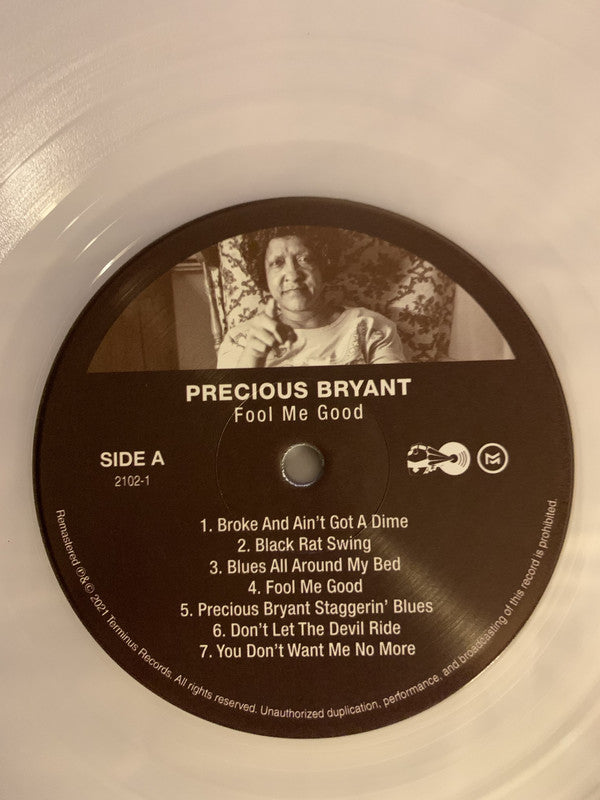 PRECIOUS BRYANT
Fool Me Good
SIDE A
2102-1
1. Broke And Ain't Got A Dime
2. Black Rat Swing
3. Blues All Around My Bed
4. Fool Me Good
5. Precious Bryant Staggerin' Blues
6. Don't Let The Devil Ride
7. You Don't Want Me No More
Remastered ℗& © 2021 Terminus Records. All rights reserved. Unauthorized duplication, performance, and broadcasting of this record is prohibited.